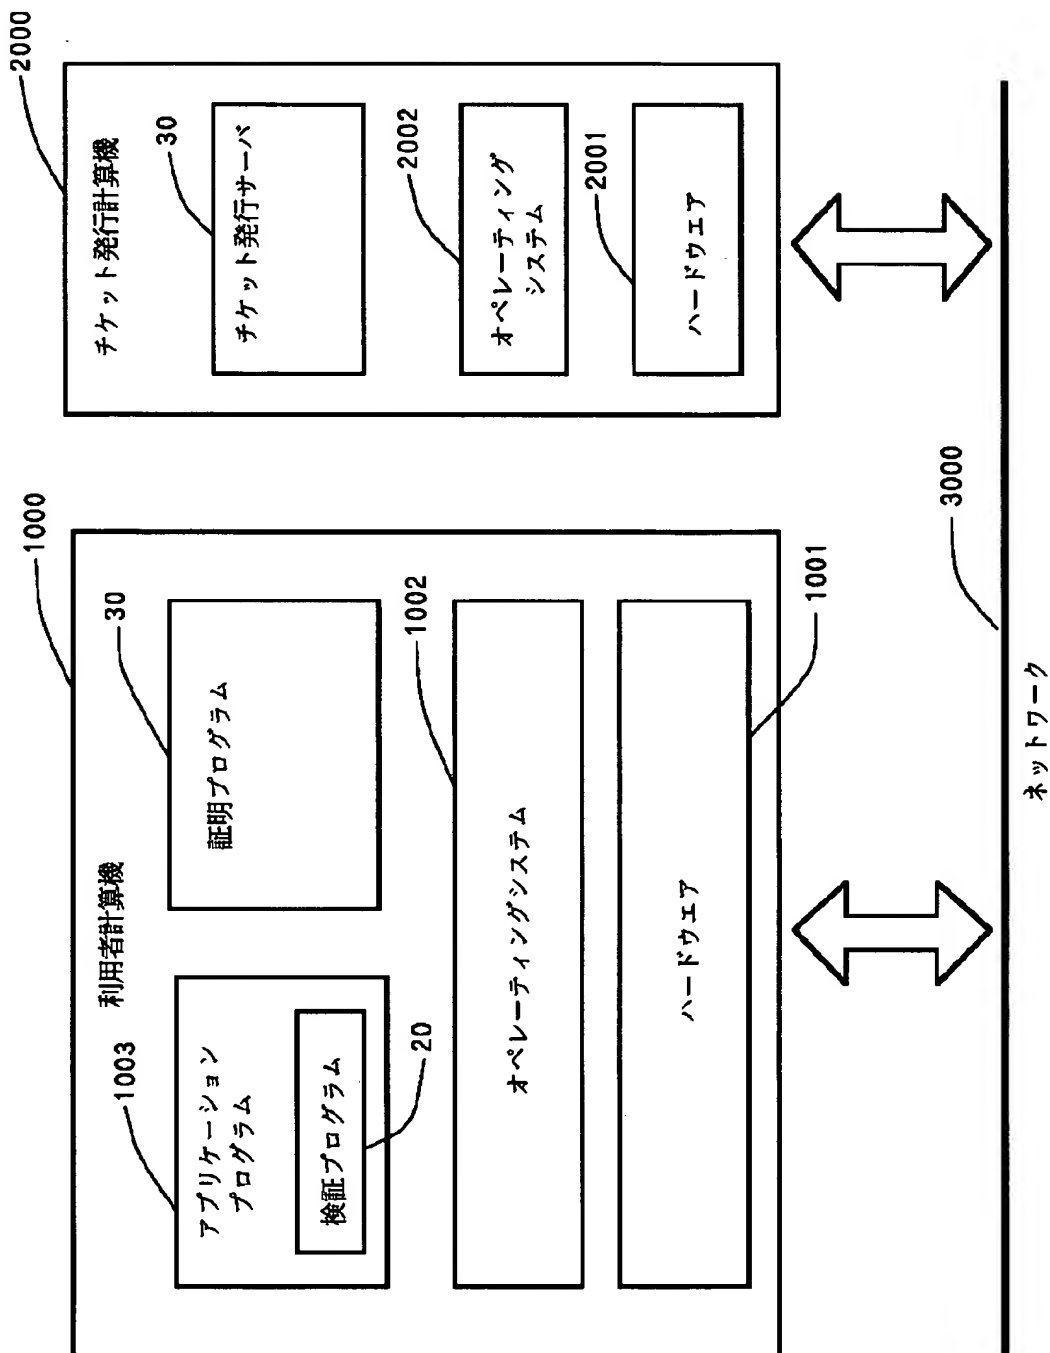 1000
利用者計算機
1003
アプリケーション
プログラム
検証プログラム
20
30
証明プログラム
1002
オペレーティングシステム
ハードウエア
1001
2000
チケット発行計算機
30
チケット発行サーバ
2002
オペレーティング
システム
2001
ハードウエア
3000
ネットワーク